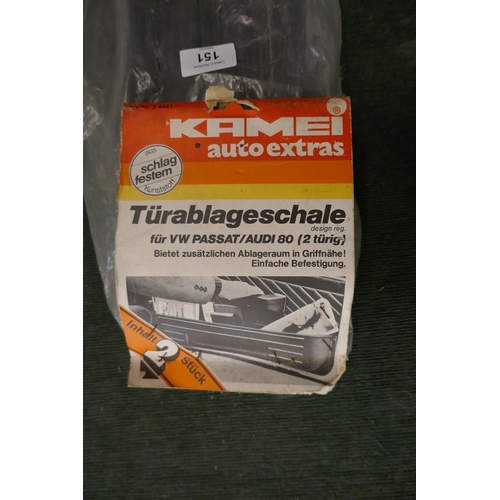 151
KAMEI ®
auto extras
aus
schlag
festem
Kunststoff
Türablageschale
design reg.
für VW PASSAT/AUDI 80 (2 türig)
Bietet zusätzlichen Ablageraum in Griffnähe!
Einfache Befestigung.
Inhalt
2
Stück